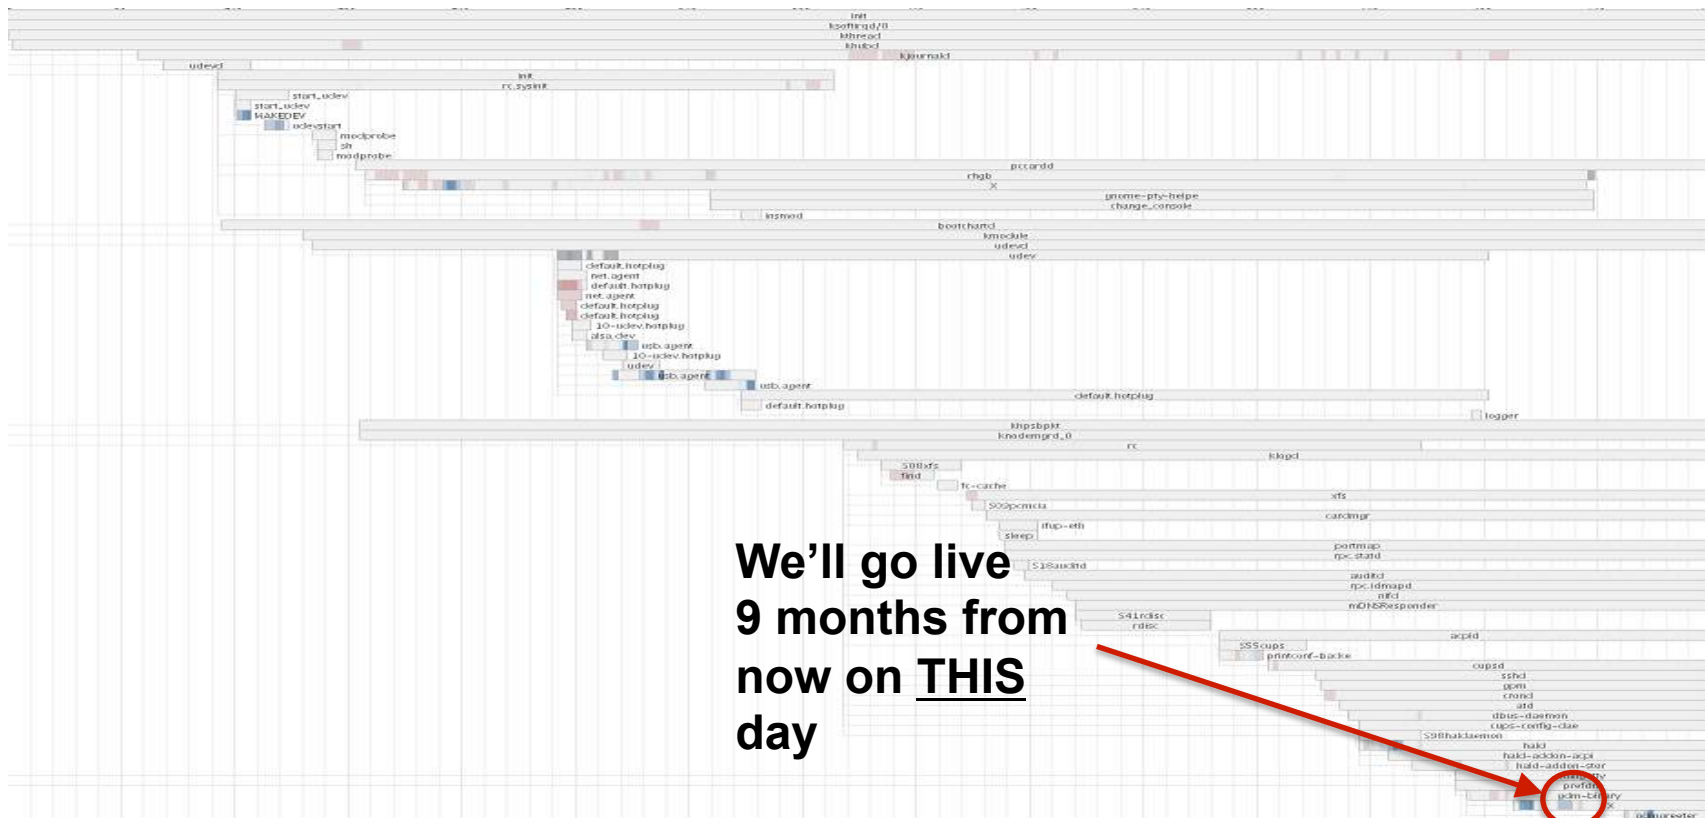 init
ksoftirqd/0
kthread
khubd
kjournald
udevd
init
rc.sysinit
start_udev
start_udev
MAKEDEV
udevstart
modprobe
sh
modprobe
pccardd
rhgb
X
gnome-pty-helpe
change_console
insmod
bootchartd
kmodule
udevd
udev
default.hotplug
net.agent
default.hotplug
net.agent
default.hotplug
default.hotplug
10-udev.hotplug
alsa.dev
usb.agent
10-udev.hotplug
udev
usb.agent
usb.agent
default.hotplug
default.hotplug
logger
khpsbpkt
knodemgrd_0
rc
klogd
S08xfs
find
fc-cache
xfs
S09pcmcia
cardmgr
ifup-eth
sleep
portmap
rpc.statd
S18auditd
auditd
rpc.idmapd
nifd
mDNSResponder
S41rdisc
rdisc
acpid
S55cups
printconf-backe
cupsd
sshd
gpm
crond
atd
dbus-daemon
cups-config-dae
S98haldaemon
hald
hald-addon-acpi
hald-addon-stor
gdm-binary
X
We'll go live
9 months from
now on THIS
day